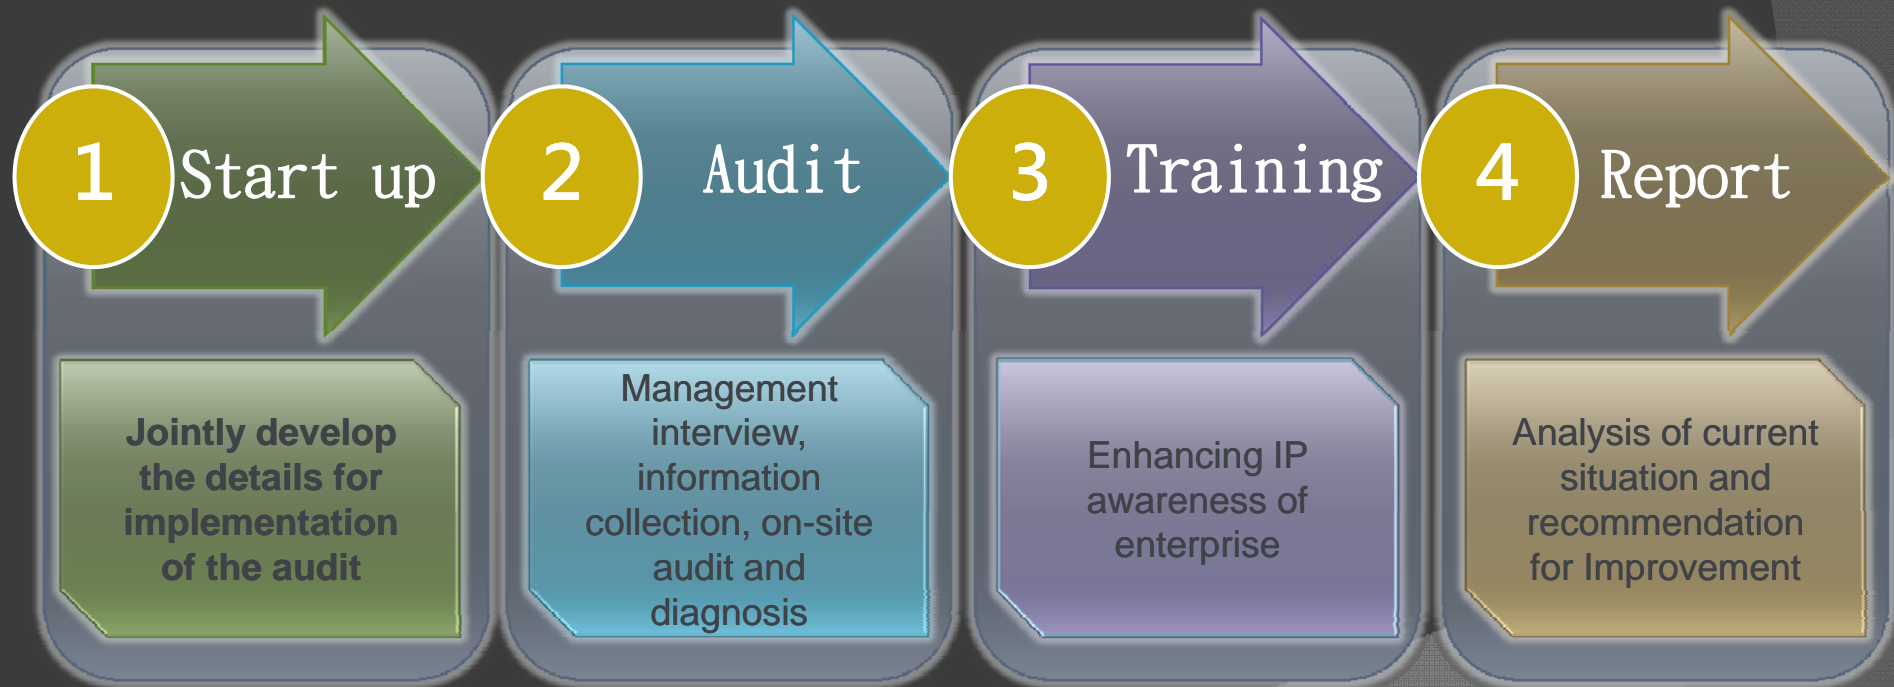 1
Start up
2
Audit
3
Training
4
Report
Jointly develop
the details for
implementation
of the audit
Management
interview,
information
collection, on-site
audit and
diagnosis
Enhancing IP
awareness of
enterprise
Analysis of current
situation and
recommendation
for Improvement